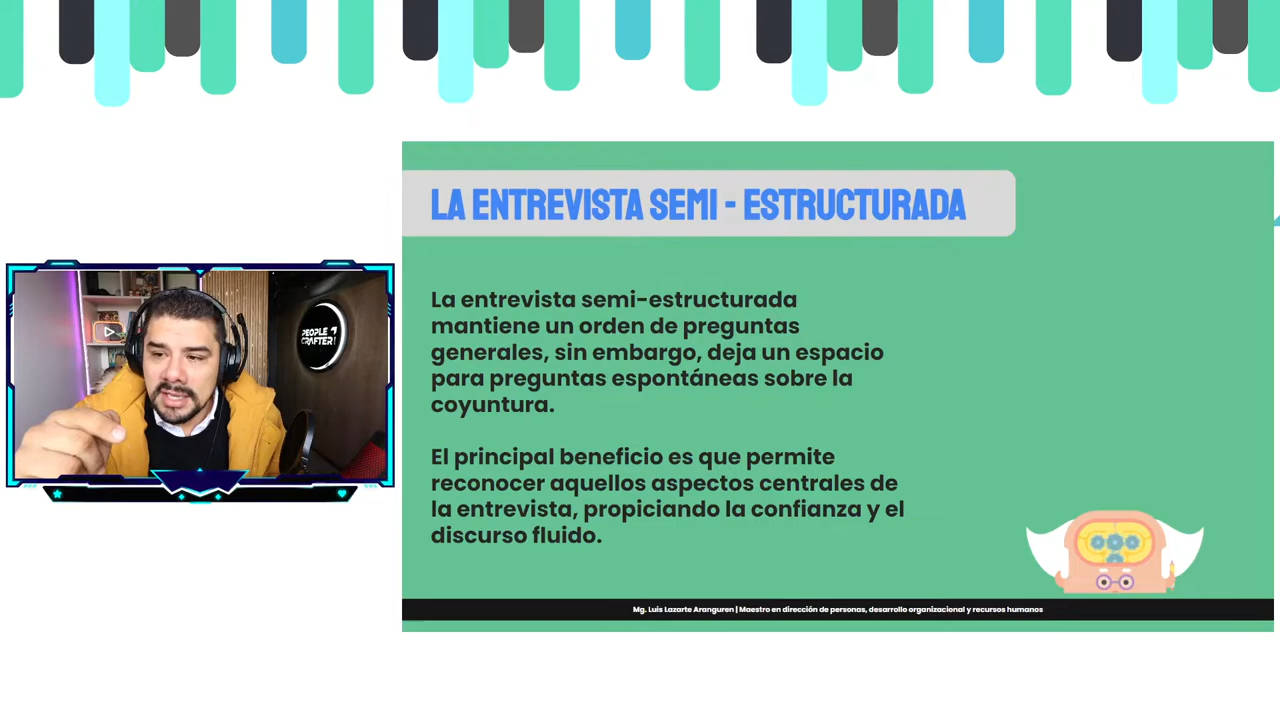 LA ENTREVISTA SEMI - ESTRUCTURADA
La entrevista semi-estructurada
mantiene un orden de preguntas
generales, sin embargo, deja un espacio
para preguntas espontáneas sobre la
coyuntura.
El principal beneficio es que permite
reconocer aquellos aspectos centrales de
la entrevista, propiciando la confianza y el
discurso fluido.
PEOPLE
CRAFTER!
Mg. Luis Lazarte Aranguren | Maestro en dirección de personas, desarrollo organizacional y recursos humanos